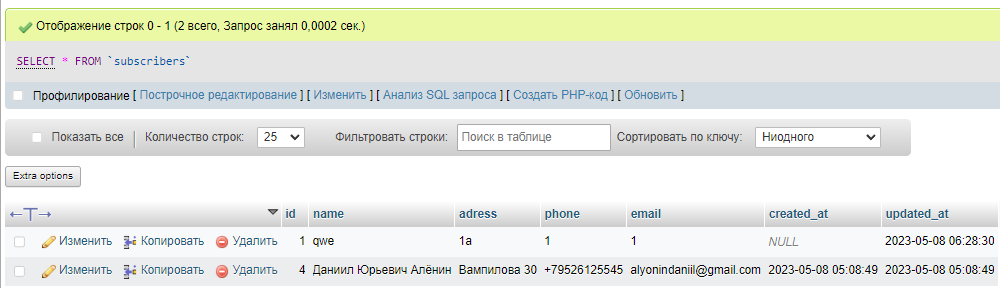 Отображение строк 0 - 1 (2 всего, Запрос занял 0,0002 сек.)
SELECT * FROM `subscribers`
Профилирование [ Построчное редактирование ] [ Изменить ] [ Анализ SQL запроса ] [ Создать PHP-код ] [ Обновить ]
Показать все Количество строк: 25 Фильтровать строки: Поиск в таблице Сортировать по ключу: Ниодного
Extra options
←T→ id name adress phone email created_at updated_at
Изменить Копировать Удалить 1 qwe 1a 1 1 NULL 2023-05-08 06:28:30
Изменить Копировать Удалить 4 Даниил Юрьевич Алёнин Вампилова 30 +79526125545 alyonindaniil@gmail.com 2023-05-08 05:08:49 2023-05-08 05:08:49